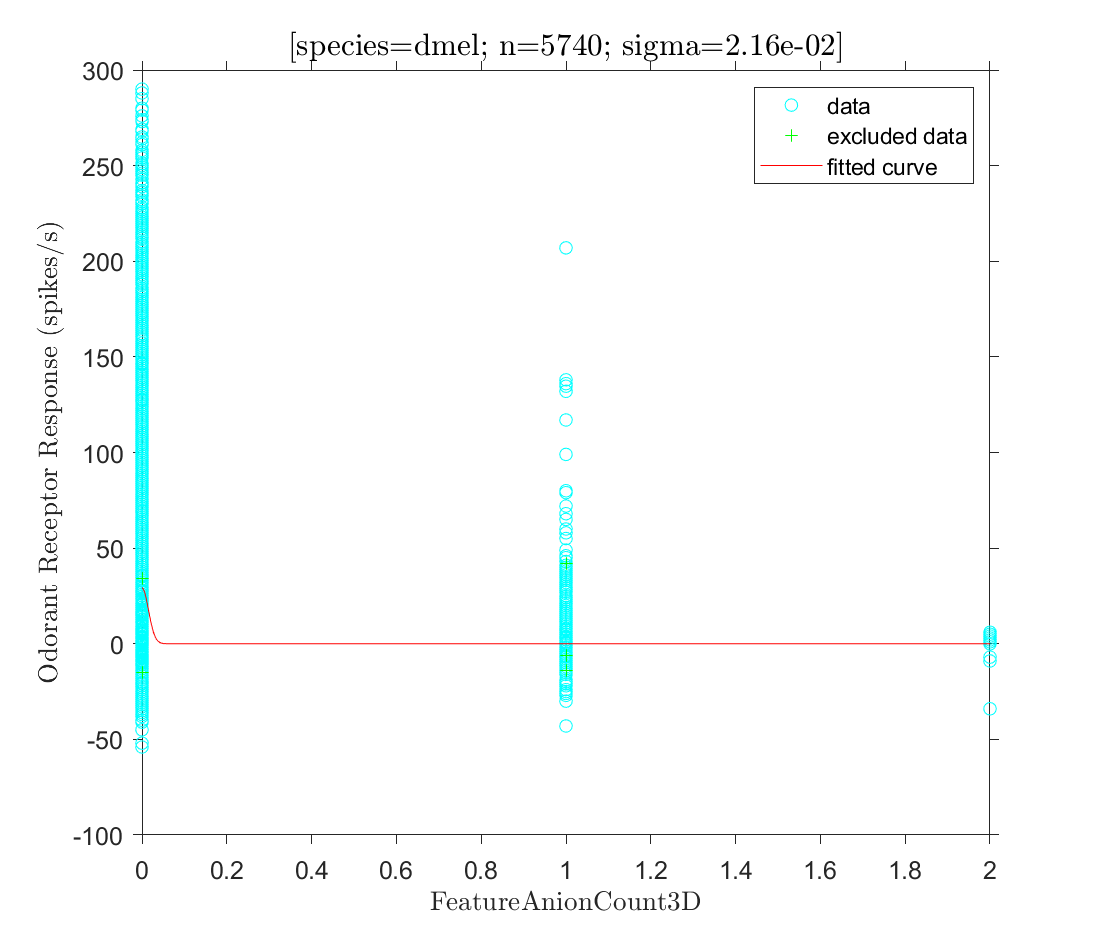 [species=dmel; n=5740; sigma=2.16e-02]
300
250
200
150
100
50
0
-50
-100
Odorant Receptor Response (spikes/s)
data
excluded data
fitted curve
0 0.2 0.4 0.6 0.8 1 1.2 1.4 1.6 1.8 2
FeatureAnionCount3D